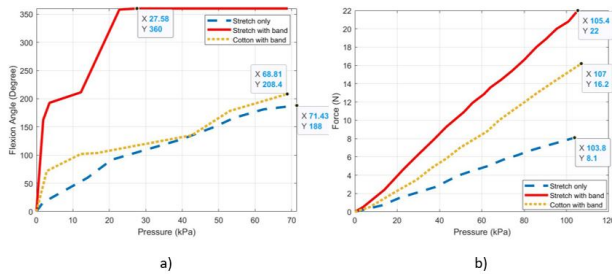 350
300
250
200
150
100
50
0
Flexion Angle (Degree)
0 10 20 30 40 50 60 70
Pressure (kPa)
X 27.58
Y 360
Stretch only
Stretch with band
Cotton with band
X 68.81
Y 208.4
X 71.43
Y 188
a)
22
20
18
16
14
12
10
8
6
4
2
0
Force (N)
0 20 40 60 80 100 120
Pressure (kPa)
X 105.4
Y 22
X 107
Y 16.2
X 103.8
Y 8.1
Stretch only
Stretch with band
Cotton with band
b)